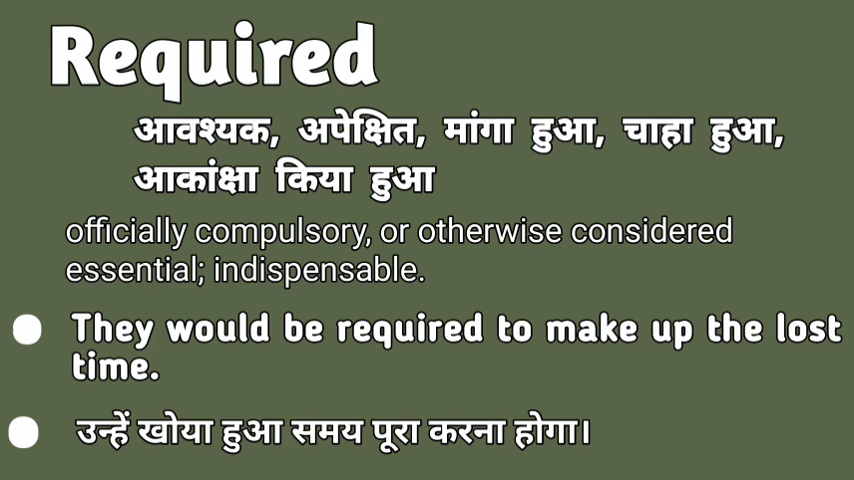 Required
आवश्यक, अपेक्षित, मांगा हुआ, चाहा हुआ,
आकांक्षा किया हुआ
officially compulsory, or otherwise considered
essential; indispensable.
They would be required to make up the lost
time.
उन्हें खोया हुआ समय पूरा करना होगा।